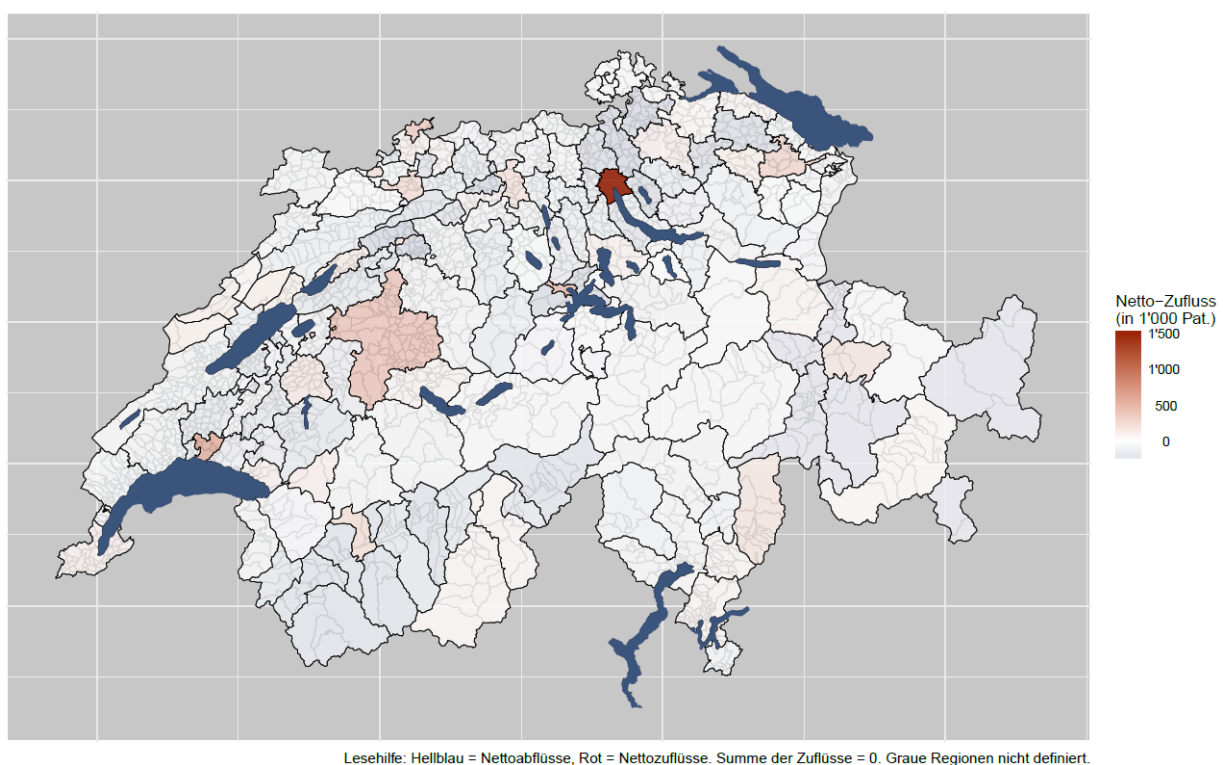 Netto−Zufluss
(in 1'000 Pat.)
1'500
1'000
500
0
Lesehilfe: Hellblau = Nettoabflüsse, Rot = Nettozuflüsse. Summe der Zuflüsse = 0. Graue Regionen nicht definiert.